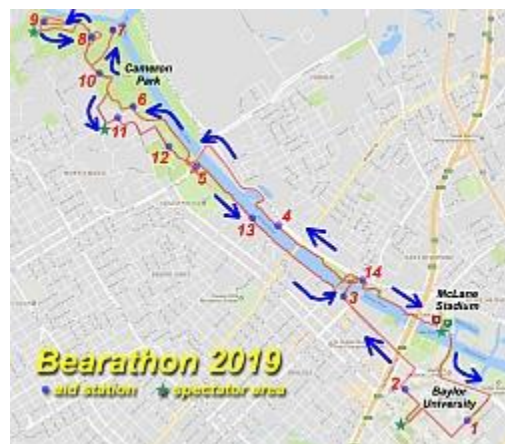 9
8
7
10
Cameron
Park
6
11
12
5
13
4
14
3
McLane
Stadium
2
Baylor
University
1
Bearathon 2019
aid station
spectator area